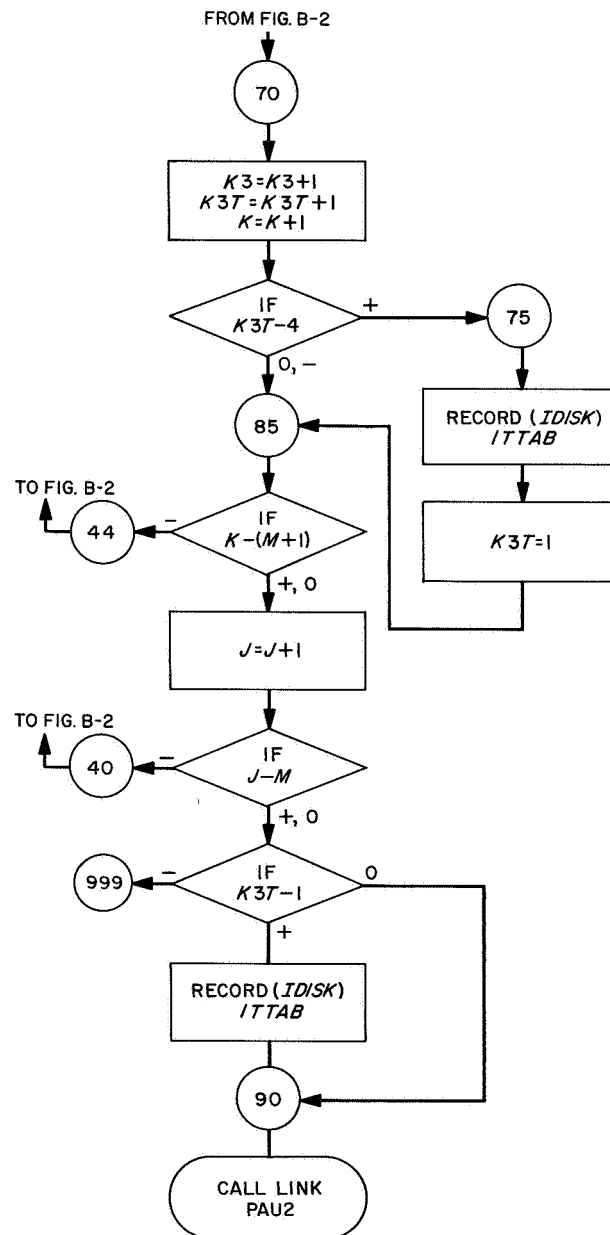 FROM FIG. B-2
70
K3=K3+1
K3T=K3T+1
K=K+1
IF
K3T-4
+
75
0,-
85
RECORD (IDISK)
ITTAB
TO FIG. B-2
44
-
IF
K-(M+1)
K3T=1
+,0
J=J+1
TO FIG. B-2
40
-
IF
J-M
+,0
999
-
IF
K3T-1
0
+
RECORD (IDISK)
ITTAB
90
CALL LINK
PAU2